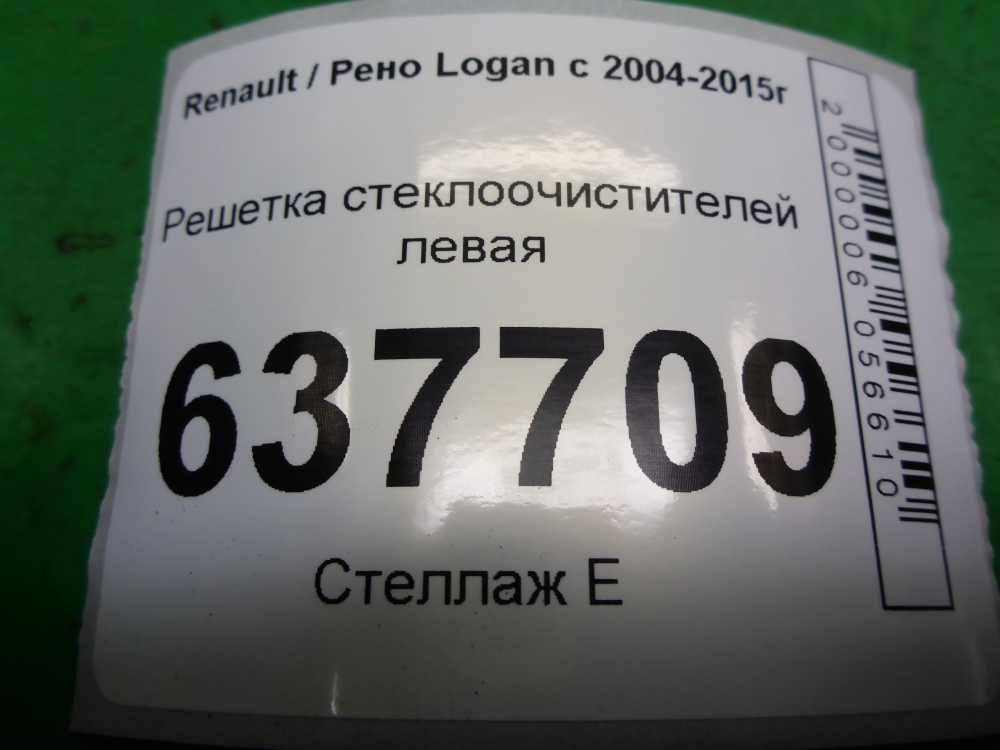 Renault / Рено Logan с 2004-2015г
Решетка стеклоочистителей
левая
637709
Стеллаж Е
2000006056610